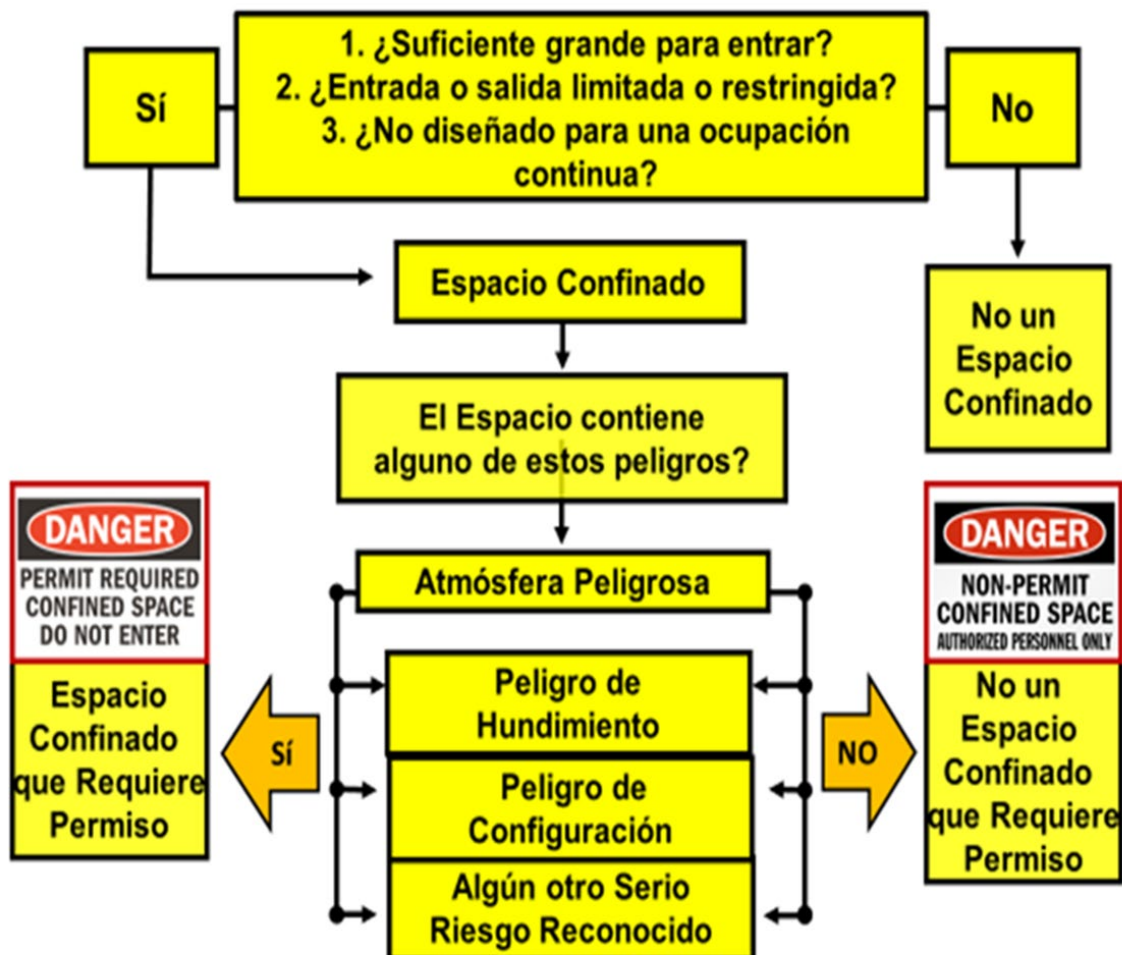 1. ¿Suficiente grande para entrar?
2. ¿Entrada o salida limitada o restringida?
3. ¿No diseñado para una ocupación
continua?
Sí
No
Espacio Confinado
No un
Espacio
Confinado
El Espacio contiene
alguno de estos peligros?
DANGER
PERMIT REQUIRED
CONFINED SPACE
DO NOT ENTER
Espacio
Confinado
que Requiere
Permiso
Atmósfera Peligrosa
Peligro de
Hundimiento
Peligro de
Configuración
Algún otro Serio
Riesgo Reconocido
Sí
NO
DANGER
NON-PERMIT
CONFINED SPACE
AUTHORIZED PERSONNEL ONLY
No un
Espacio
Confinado
que Requiere
Permiso